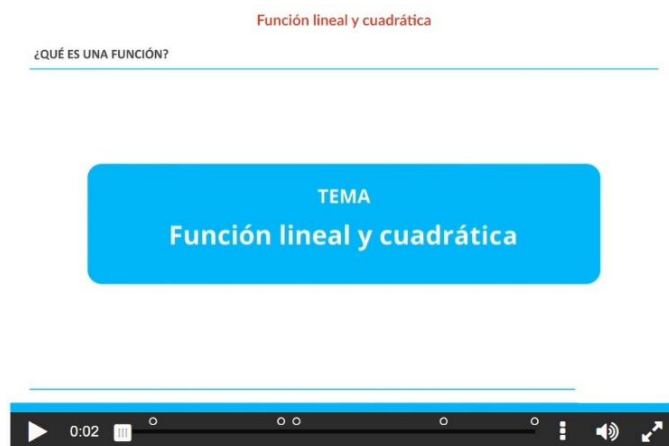 Función lineal y cuadrática
¿QUÉ ES UNA FUNCIÓN?
TEMA
Función lineal y cuadrática
0:02